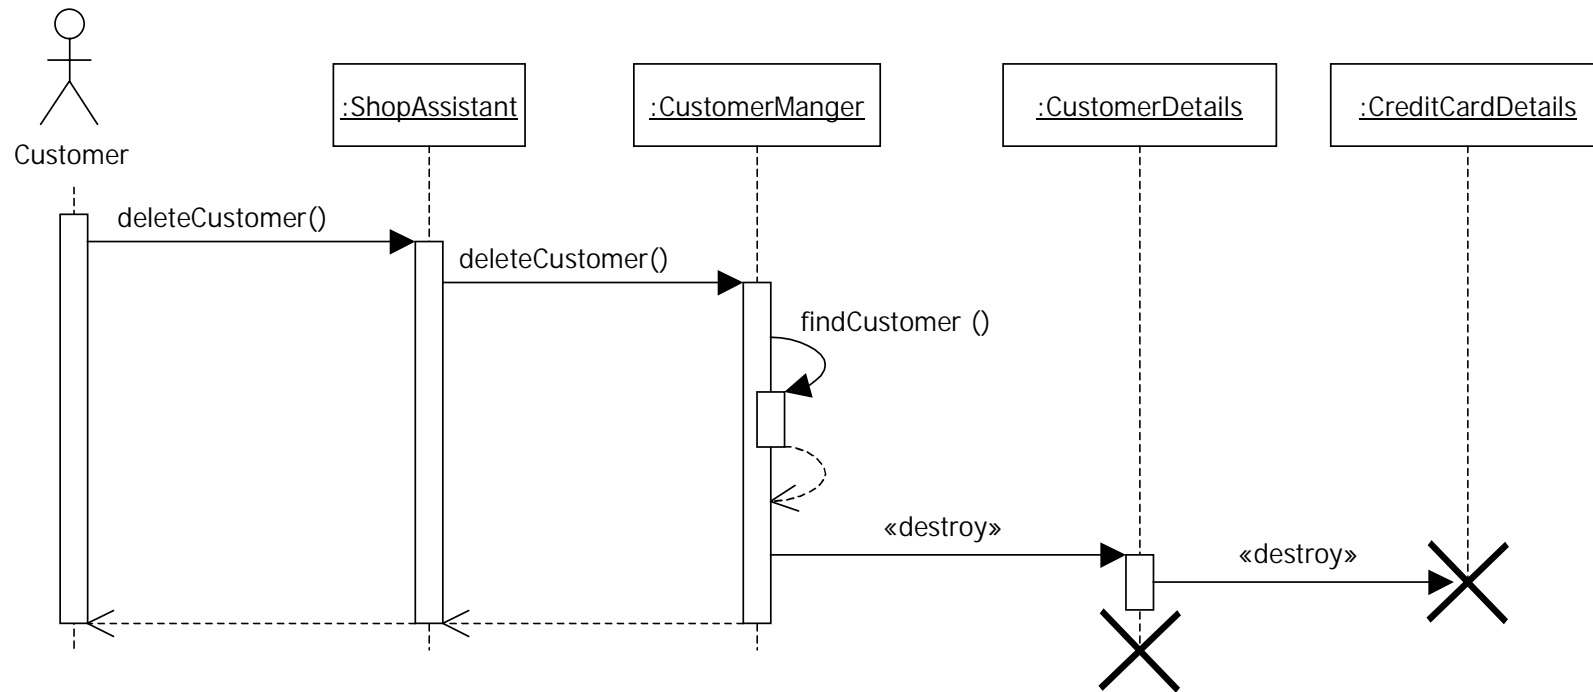 :ShopAssistant
:CustomerManger
:CustomerDetails
:CreditCardDetails
Customer
deleteCustomer()
deleteCustomer()
findCustomer ()
«destroy»
«destroy»